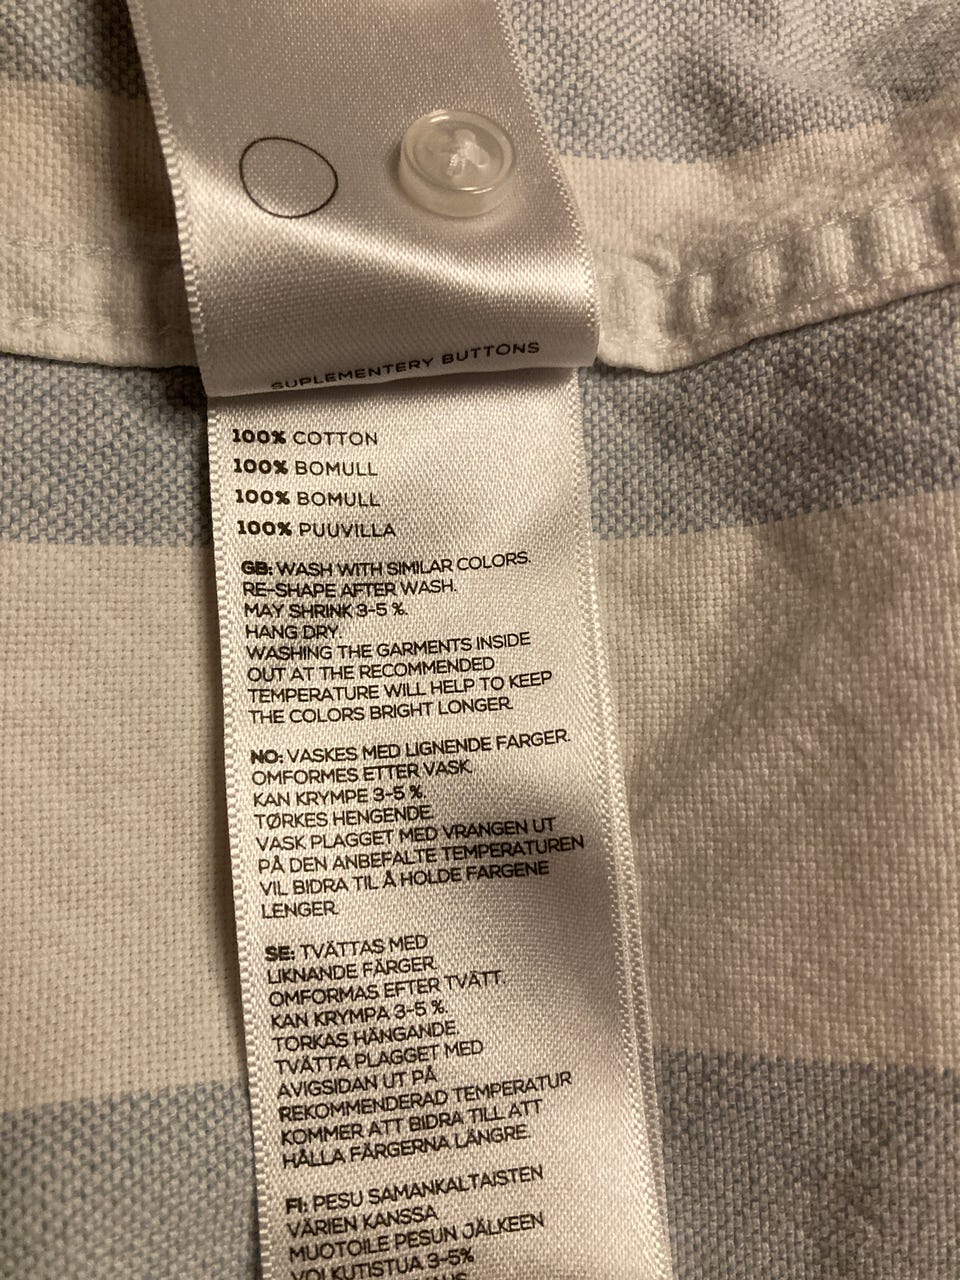 SUPLEMENTERY BUTTONS
100% COTTON
100% BOMULL
100% BOMULL
100% PUUVILLA
GB: WASH WITH SIMILAR COLORS.
RE-SHAPE AFTER WASH.
MAY SHRINK 3-5 %.
HANG DRY.
WASHING THE GARMENTS INSIDE
OUT AT THE RECOMMENDED
TEMPERATURE WILL HELP TO KEEP
THE COLORS BRIGHT LONGER.
NO: VASKES MED LIGNENDE FARGER.
OMFORMES ETTER VASK.
KAN KRYMPE 3-5 %.
TØRKES HENGENDE.
VASK PLAGGET MED VRANGEN UT
PÅ DEN ANBEFALTE TEMPERATUREN
VIL BIDRA TIL Å HOLDE FARGENE
LENGER.
SE: TVÄTTAS MED
LIKNANDE FÄRGER.
OMFORMAS EFTER TVÄTT.
KAN KRYMPA 3-5 %.
TORKAS HÄNGANDE.
TVÄTTA PLAGGET MED
AVIGSIDAN UT PÅ
REKOMMENDERAD TEMPERATUR
KOMMER ATT BIDRA TILL ATT
HÅLLA FÄRGERNA LÄNGRE.
FI: PESU SAMANKALTAISTEN
VÄRIEN KANSSA
MUOTOILE PESUN JÄLKEEN
VOI KUTISTUA 3-5%